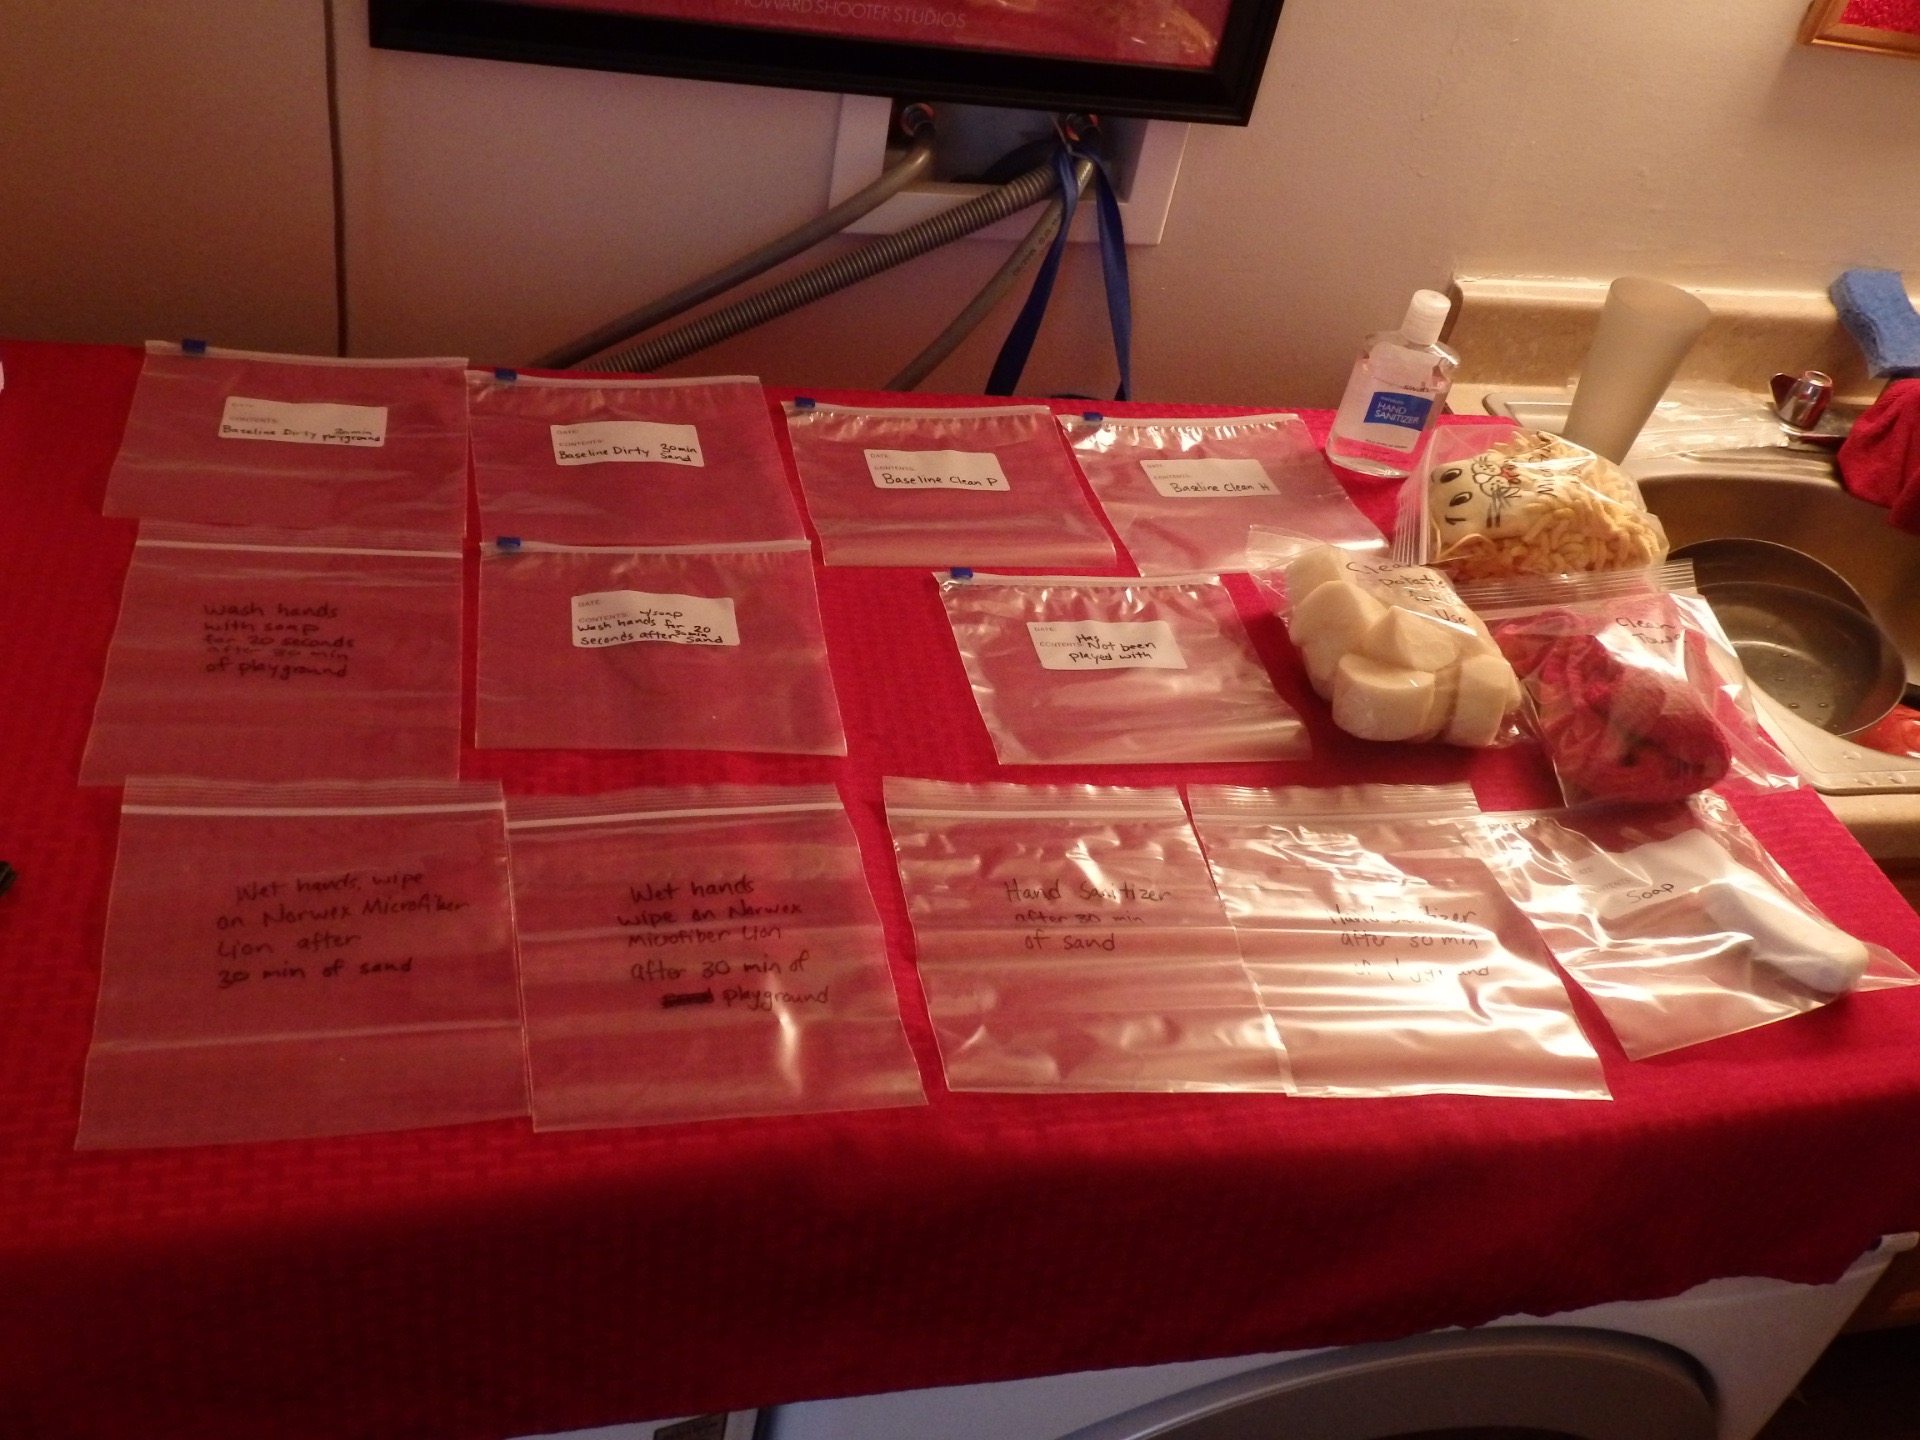 HOWARD SHOOTER STUDIOS
DATE:
CONTENTS: 30 min
Baseline Dirty playground
DATE:
CONTENTS:
Baseline Dirty 30 min
sand
DATE:
CONTENTS:
Baseline Clean P
DATE:
CONTENTS:
Baseline Clean H
HAND
SANITIZER
wash hands
with soap
for 20 seconds
after 30 min
of playground
DATE:
CONTENTS: w/soap
wash hands for 20
seconds after 30 min sand
DATE:
Has
CONTENTS: Not been
played with
Clean
Use
Clean
Wet hands, wipe
on Norwex Microfiber
Lion after
30 min of sand
Wet hands
wipe on Norwex
Microfiber Lion
after 30 min of
playground
Hand Sanitizer
after 30 min
of sand
Hand Sanitizer
after 30 min
of playground
Soap